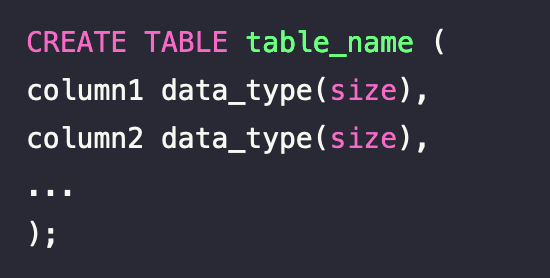 CREATE TABLE table_name (
column1 data_type(size),
column2 data_type(size),
...
);